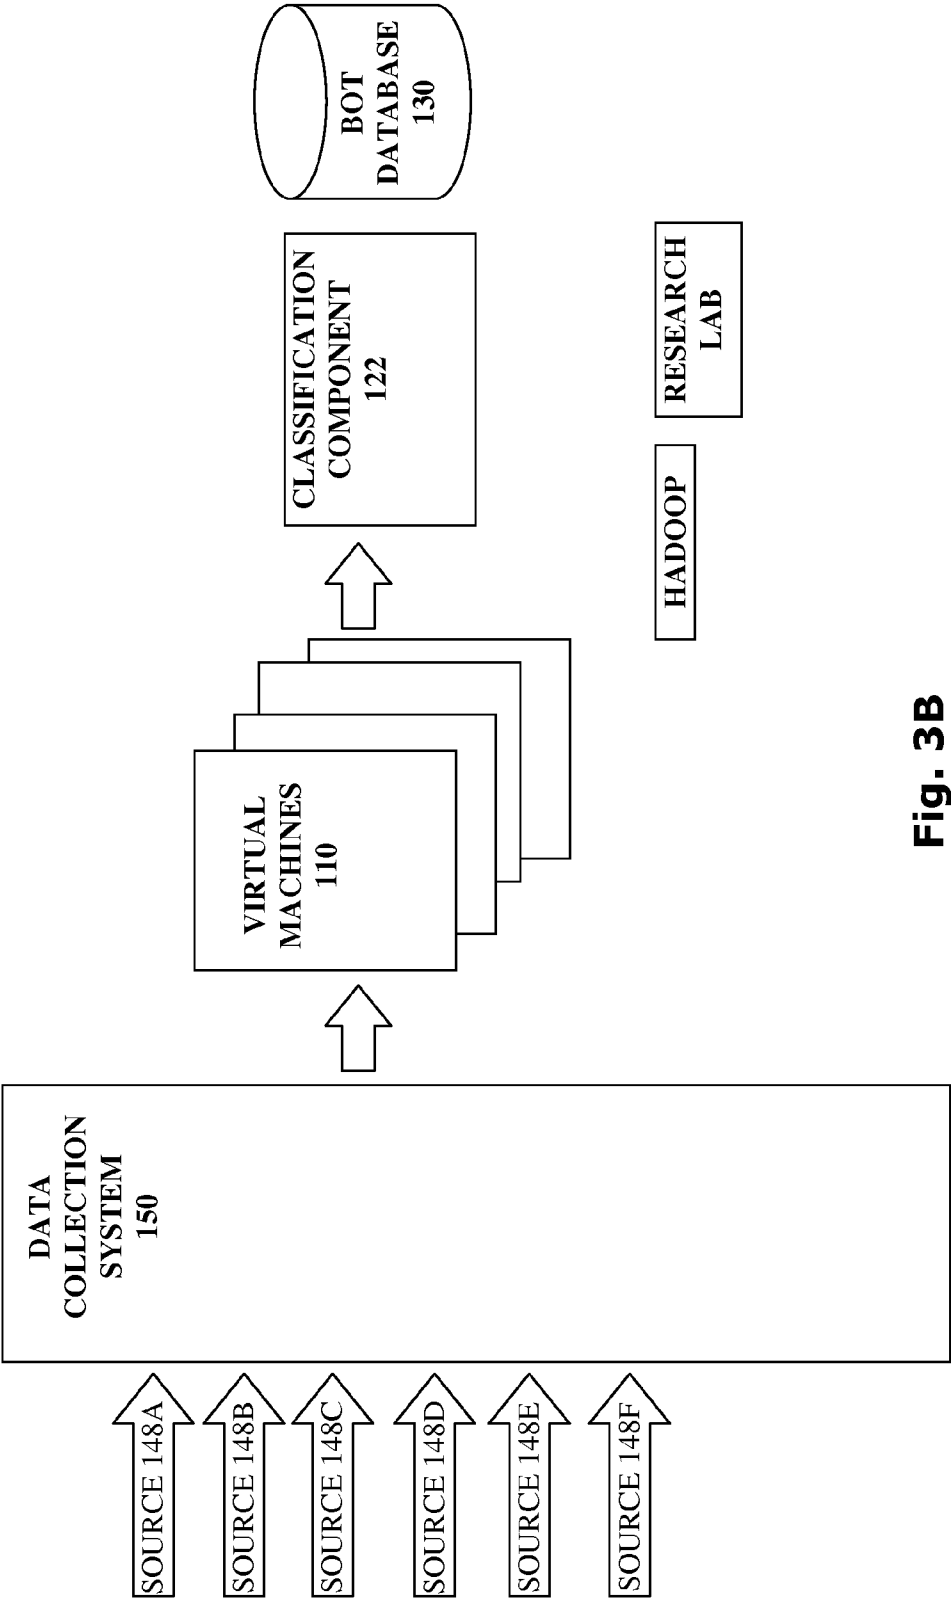 SOURCE 148A
SOURCE 148B
SOURCE 148C
SOURCE 148D
SOURCE 148E
SOURCE 148F
DATA
COLLECTION
SYSTEM
150
VIRTUAL
MACHINES
110
CLASSIFICATION
COMPONENT
122
BOT
DATABASE
130
HADOOP
RESEARCH
LAB
Fig. 3B